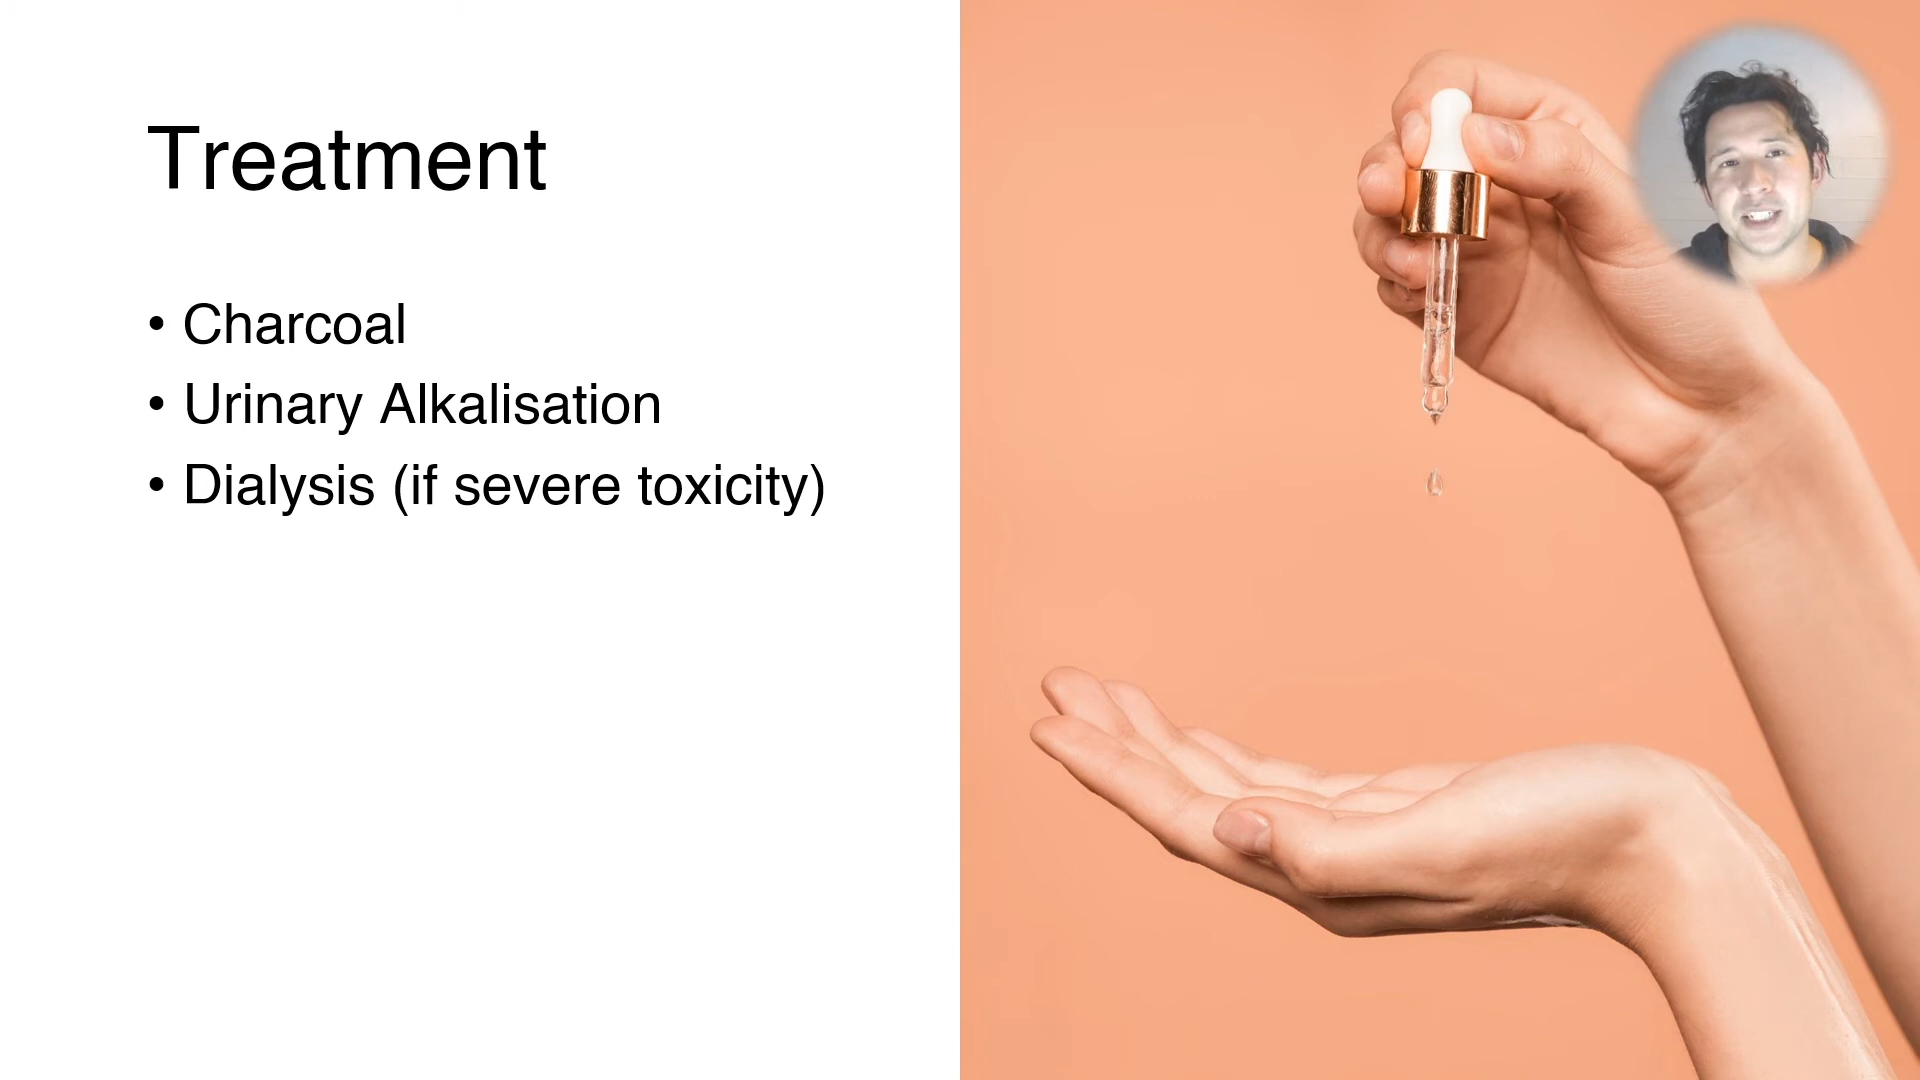 Treatment
• Charcoal
• Urinary Alkalisation
• Dialysis (if severe toxicity)